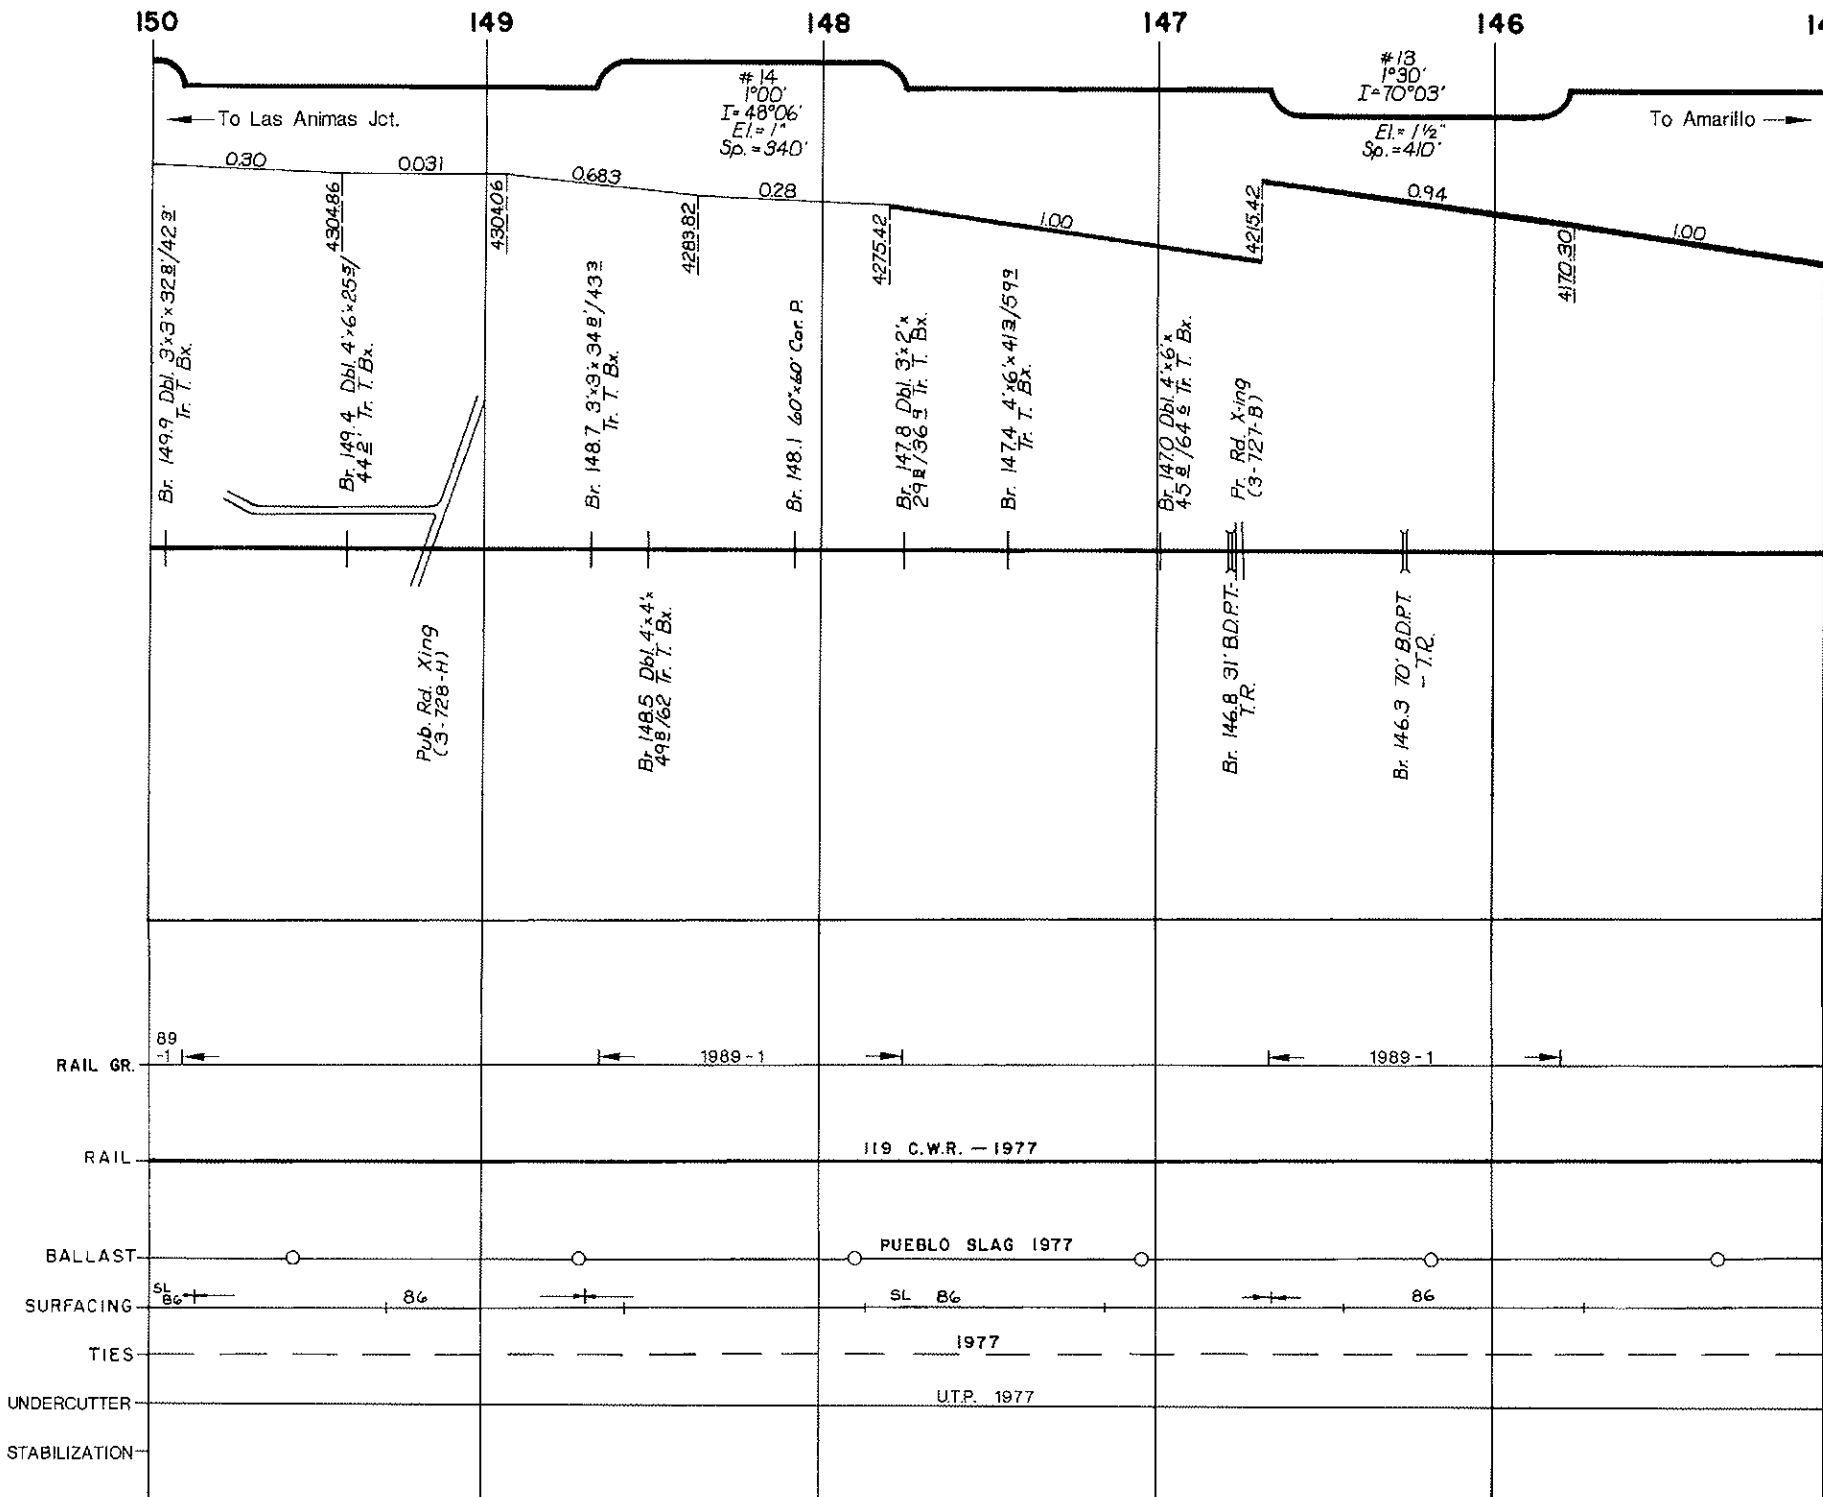 150 149 148 147 146 14
#14
1°00'
I=48°06'
El.=1"
Sp.=340'
#13
1°30'
I=70°03'
El.=1½"
Sp.=410'
To Las Animas Jct.
To Amarillo
0.30 0.031 0.683 0.28 1.00 0.94 1.00
4304.86
4304.06
4283.82
4275.42
4215.42
4170.30
Br. 149.9 Dbl. 3'x3'x32 8/42 3'
Tr. T. Bx.
Br. 149.4 Dbl. 4'x6'x25 5/
44 2' Tr. T. Bx.
Br. 148.7 3'x3'x34 8'/43 3
Tr. T. Bx.
Br. 148.1 60"x60' Cor. P.
Br. 147.8 Dbl. 3'x2'x
29 8/36 9 Tr. T. Bx.
Br. 147.4 4'x6'x41 3/59 9
Tr. T. Bx.
Br. 147.0 Dbl. 4'x6'x
45 8/64 6 Tr. T. Bx.
Pr. Rd. X-ing
(3-727-B)
Pub. Rd. Xing
(3-728-H)
Br. 148.5 Dbl. 4'x4'x
49 8/62 Tr. T. Bx.
Br. 146.8 31' B.D.P.T.-
T.R.
Br. 146.3 70' B.D.P.T.
- T.R.
89
-1
RAIL GR. 1989-1 1989-1
RAIL 119 C.W.R. — 1977
BALLAST PUEBLO SLAG 1977
SL
86
SURFACING 86 SL 86 86
TIES 1977
UNDERCUTTER U.T.P. 1977
STABILIZATION